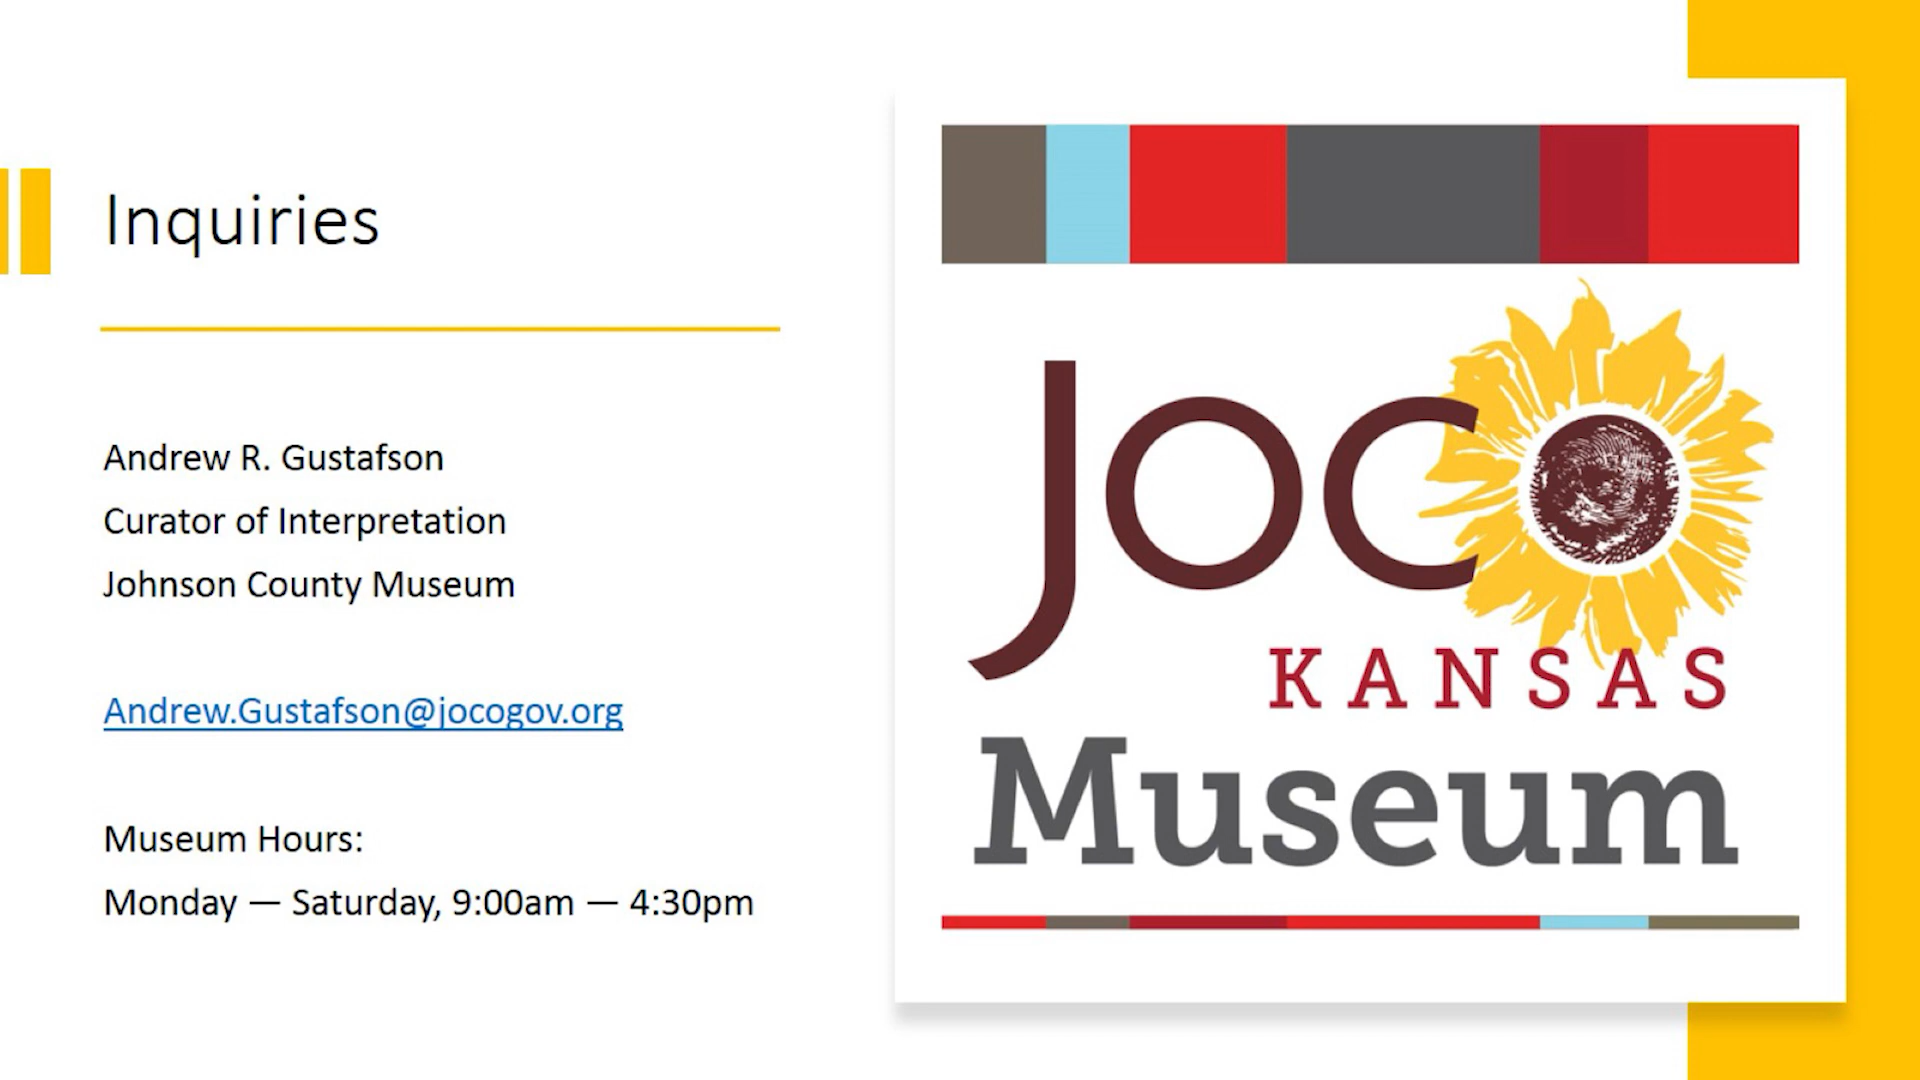 Inquiries
Andrew R. Gustafson
Curator of Interpretation
Johnson County Museum
Andrew.Gustafson@jocogov.org
Museum Hours:
Monday — Saturday, 9:00am — 4:30pm
JOCO
KANSAS
Museum